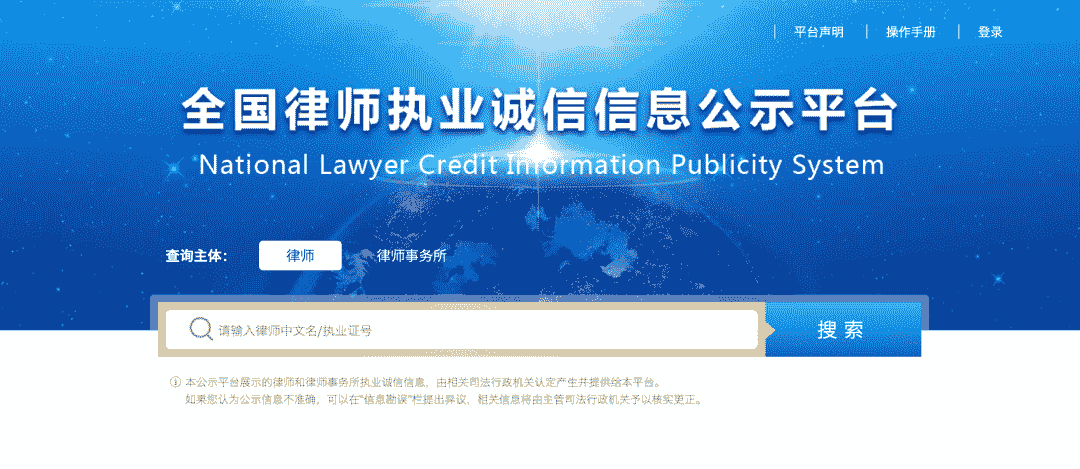 平台声明 操作手册 登录
全国律师执业诚信信息公示平台
National Lawyer Credit Information Publicity System
查询主体: 律师 律师事务所
请输入律师中文名/执业证号 搜索
本公示平台展示的律师和律师事务所执业诚信信息，由相关司法行政机关认定产生并提供给本平台。
如果您认为公示信息不准确，可以在"信息勘误"栏提出异议、相关信息将由主管司法行政机关予以核实更正。